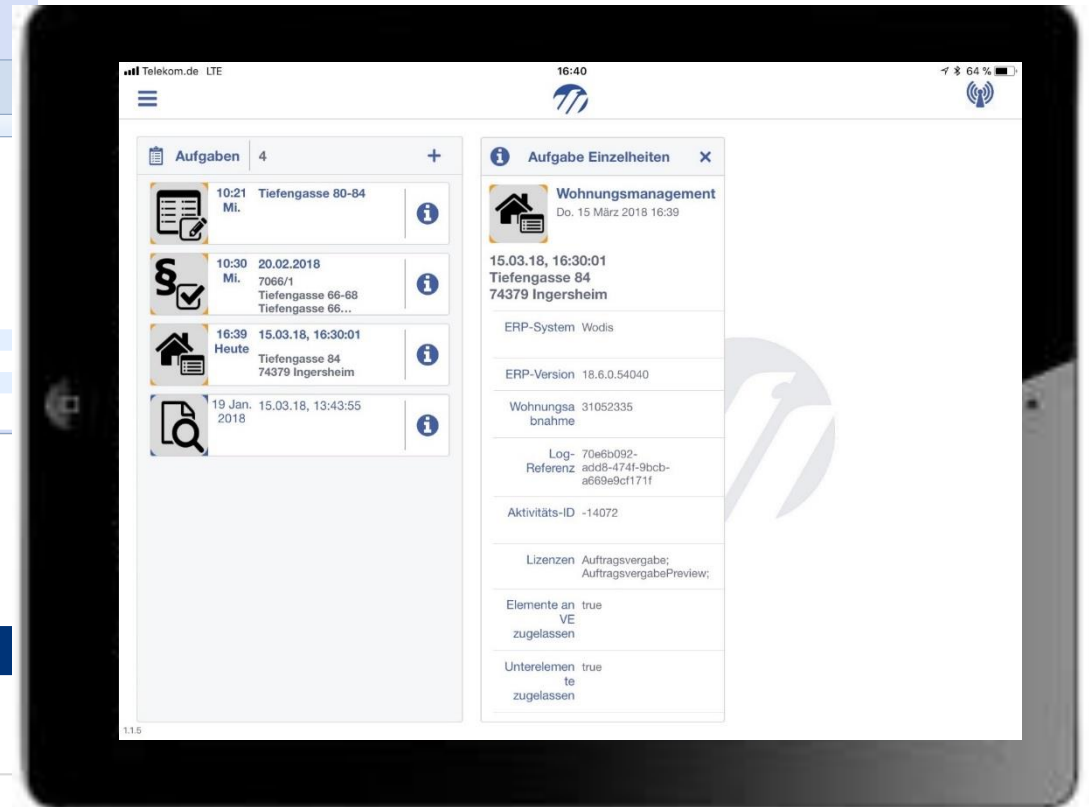 Telekom.de LTE
16:40
64 %
Aufgaben 4 +
10:21 Tiefengasse 80-84
Mi.
10:30 20.02.2018
Mi. 7066/1
Tiefengasse 66-68
Tiefengasse 66...
16:39 15.03.18, 16:30:01
Heute
Tiefengasse 84
74379 Ingersheim
19 Jan. 15.03.18, 13:43:55
2018
Aufgabe Einzelheiten
Wohnungsmanagement
Do. 15 März 2018 16:39
15.03.18, 16:30:01
Tiefengasse 84
74379 Ingersheim
ERP-System Wodis
ERP-Version 18.6.0.54040
Wohnungsa 31052335
bnahme
Log- 70e6b092-
Referenz add8-474f-9bcb-
a669e9cf171f
Aktivitäts-ID -14072
Lizenzen Auftragsvergabe;
AuftragsvergabePreview;
Elemente an true
VE
zugelassen
Unterelemen true
te
zugelassen
1.1.5